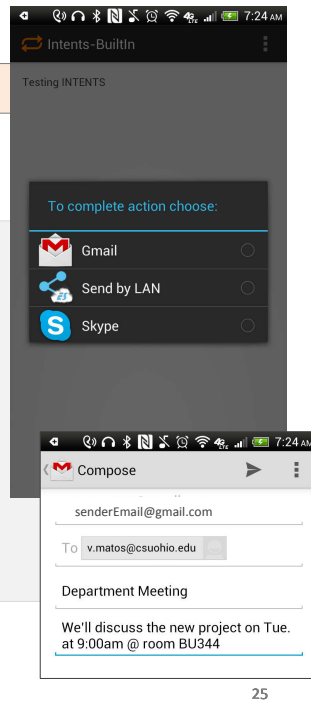 7:24 AM
Intents-BuiltIn
Testing INTENTS
To complete action choose:
Gmail
Send by LAN
Skype
7:24 AM
Compose
senderEmail@gmail.com
To v.matos@csuohio.edu
Department Meeting
We'll discuss the new project on Tue.
at 9:00am @ room BU344
25